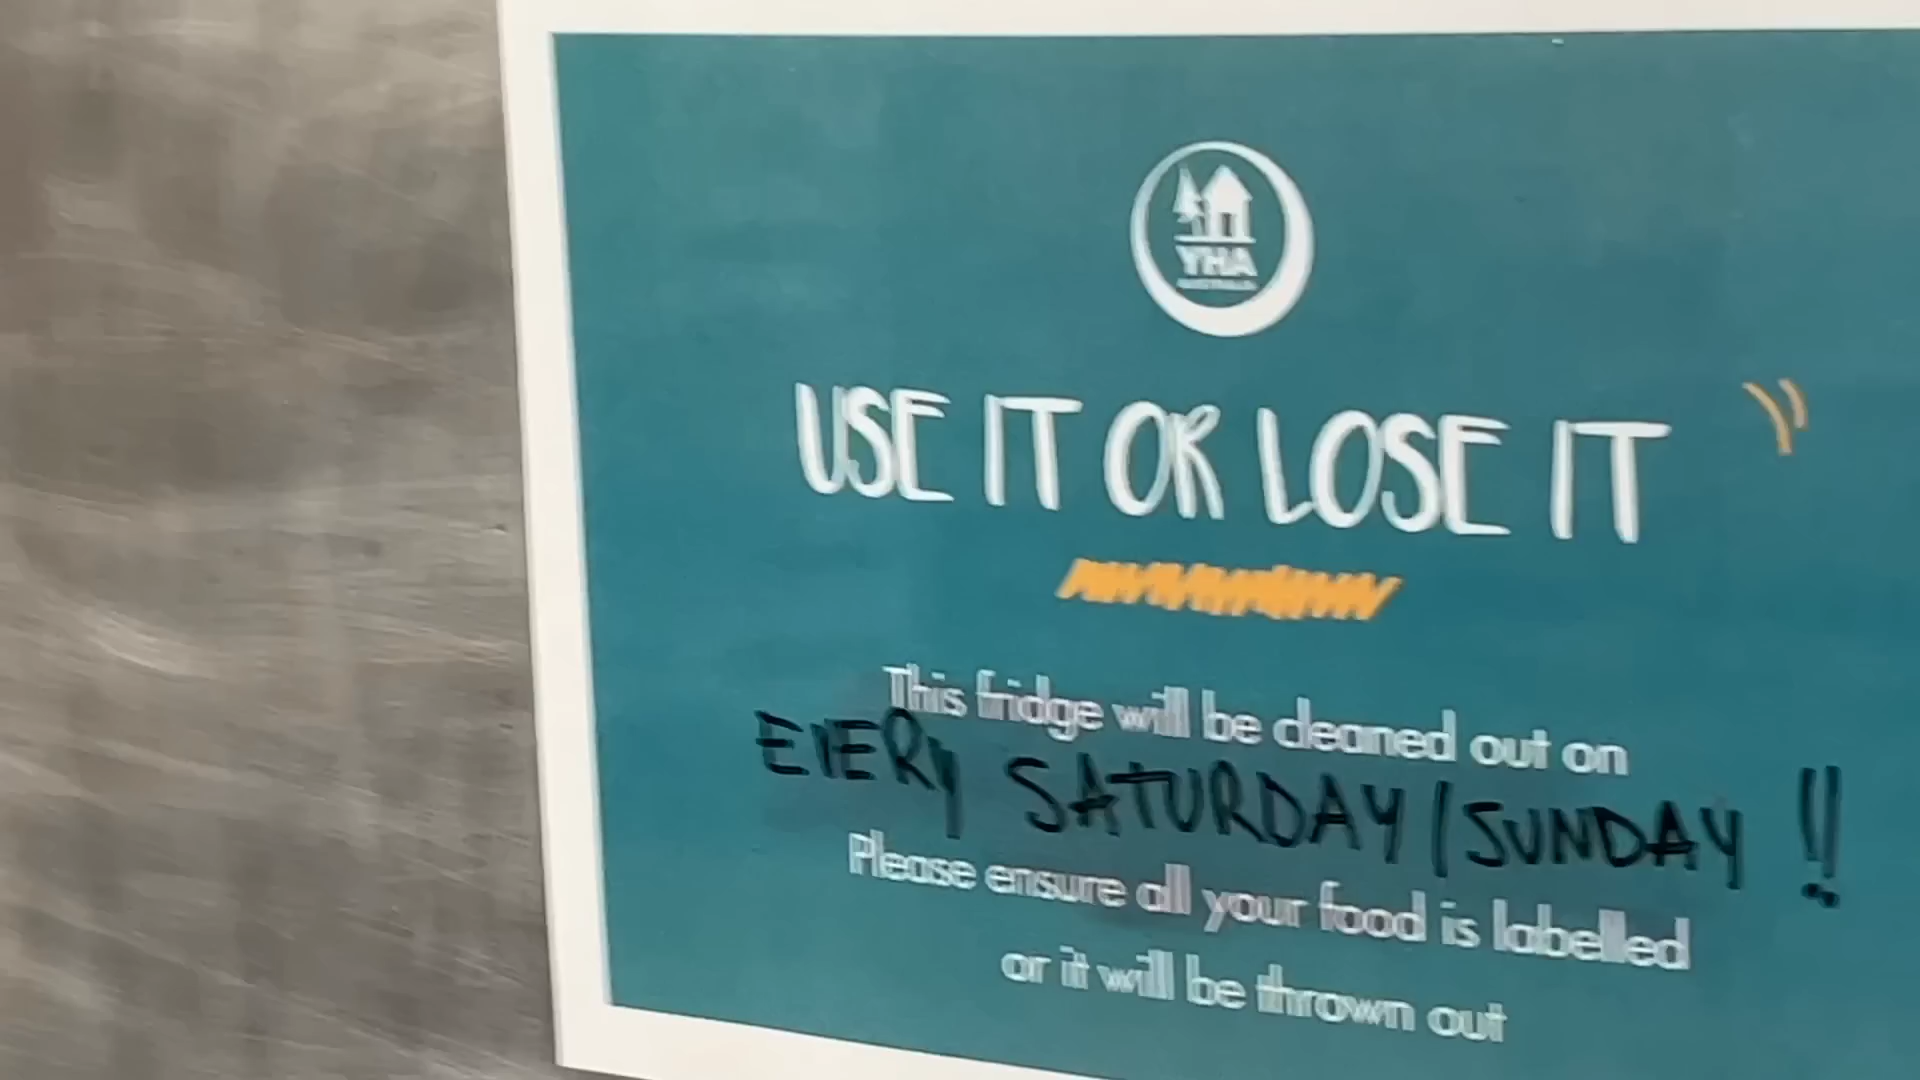 YHA
AUSTRALIA
USE IT OR LOSE IT
This fridge will be cleaned out on
EVERY SATURDAY/SUNDAY !!
Please ensure all your food is labelled
or it will be thrown out